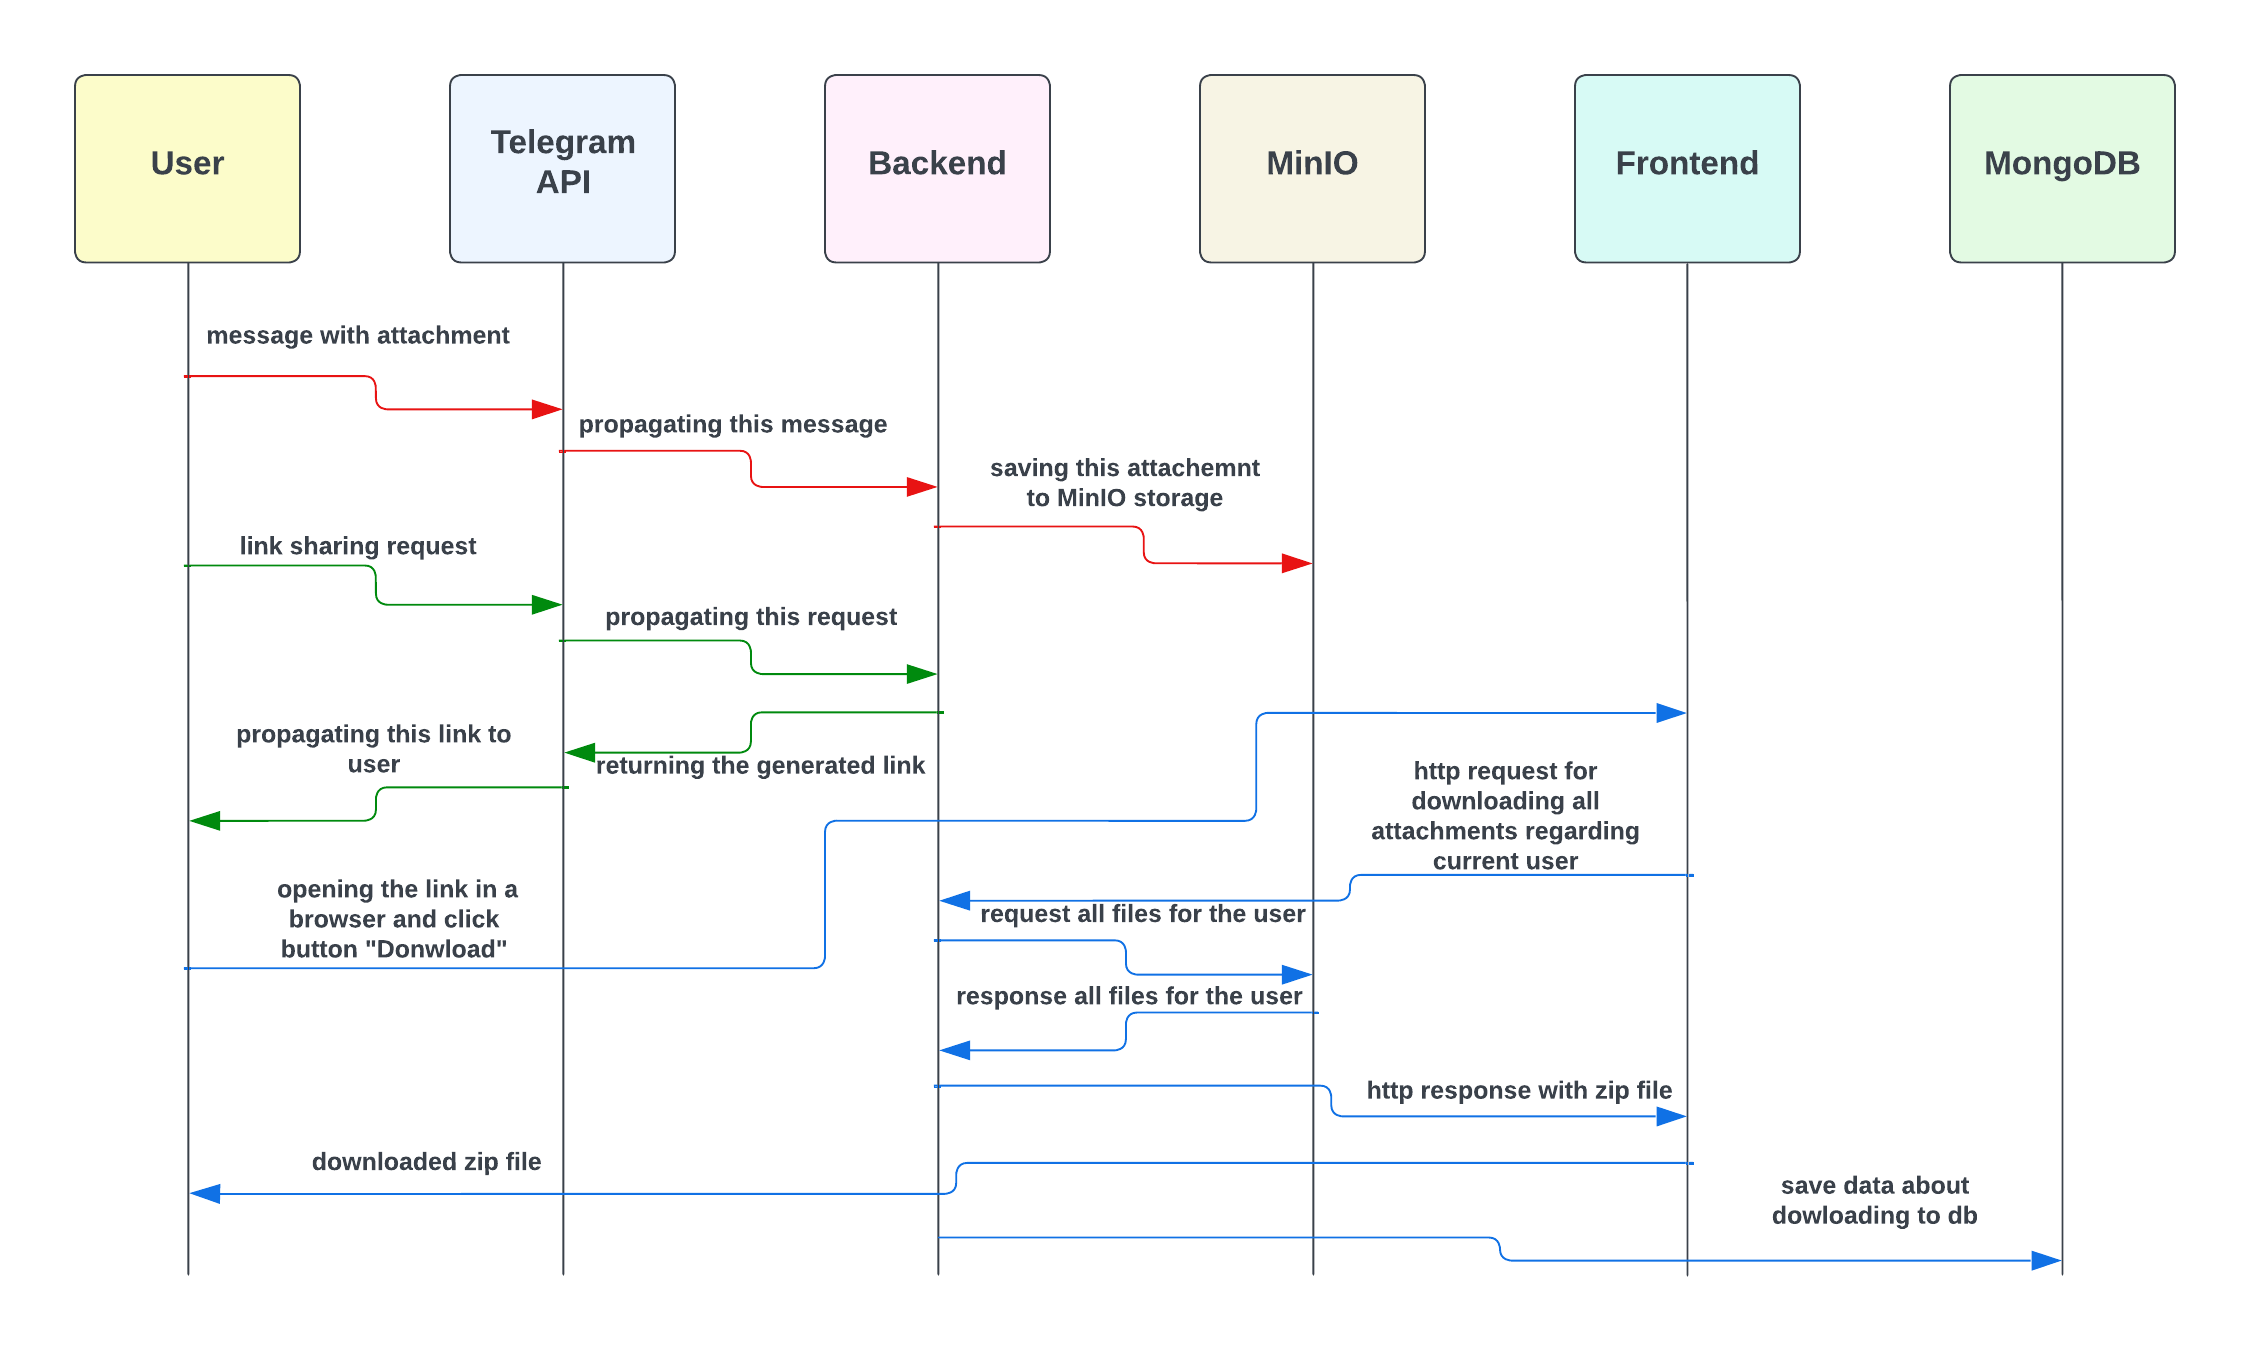 User
Telegram
API
Backend
MinIO
Frontend
MongoDB
message with attachment
propagating this message
saving this attachemnt
to MinIO storage
link sharing request
propagating this request
propagating this link to
user
returning the generated link
http request for
downloading all
attachments regarding
current user
opening the link in a
browser and click
button "Donwload"
request all files for the user
response all files for the user
http response with zip file
downloaded zip file
save data about
dowloading to db